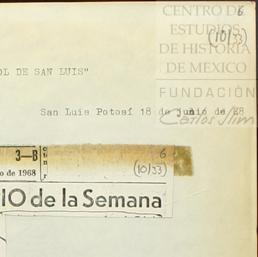 CENTRO DE
ESTUDIOS
DE HISTORIA
DE MEXICO
FUNDACIÓN
Carlos Slim
6
(10/33)
OL DE SAN LUIS"
San Luis Potosí 18 de junio de 68
3-B
o de 1968
6
(10/33)
IO de la Semana